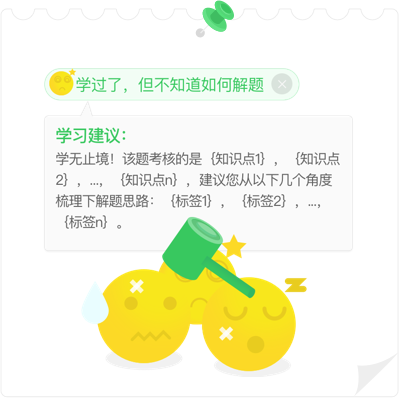 学过了，但不知道如何解题
学习建议：
学无止境！该题考核的是｛知识点1｝，｛知识点
2｝，...，｛知识点n｝，建议您从以下几个角度
梳理下解题思路：｛标签1｝，｛标签2｝，...，
｛标签n｝。